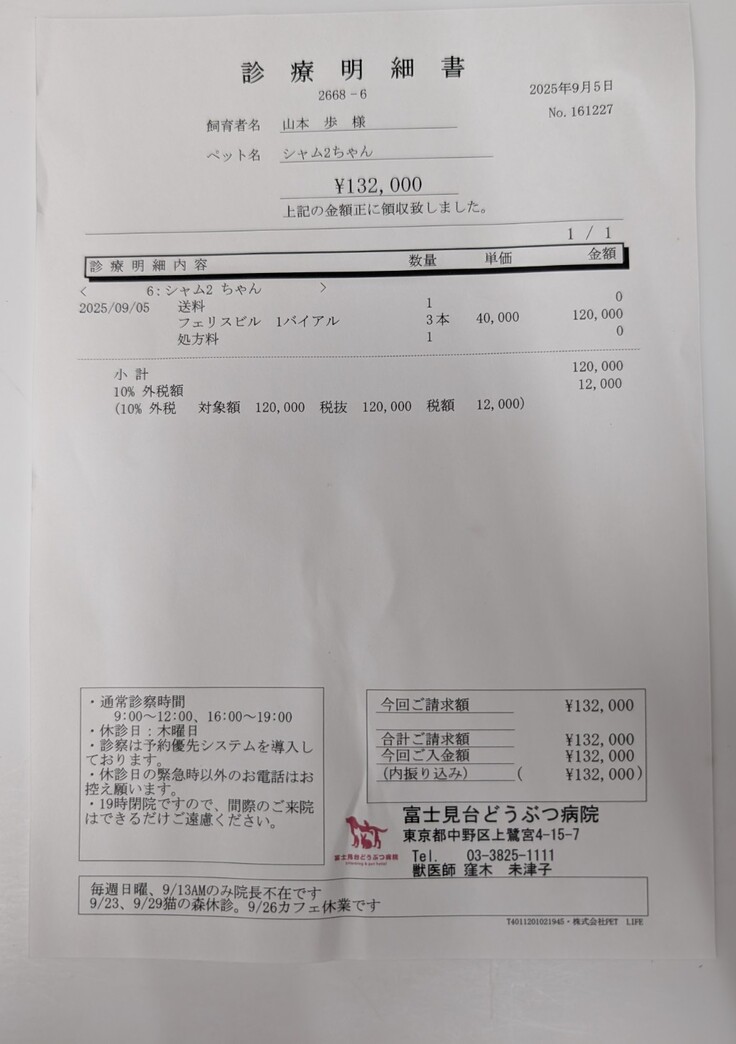 診療明細書
2668-6
2025年9月5日
No.161227
飼育者名 山本 歩 様
ペット名 シャム2ちゃん
¥132,000
上記の金額正に領収致しました。
1 / 1
診療明細内容 数量 単価 金額
< 6:シャム2 ちゃん >
2025/09/05 送料 1 0
フェリスビル 1バイアル 3本 40,000 120,000
処方料 1 0
小計 120,000
10% 外税額 12,000
(10% 外税 対象額 120,000 税抜 120,000 税額 12,000)
・通常診察時間
9:00～12:00、16:00～19:00
・休診日:木曜日
・診察は予約優先システムを導入し
ております。
・休診日の緊急時以外のお電話はお
控え願います。
・19時閉院ですので、間際のご来院
はできるだけご遠慮ください。
今回ご請求額 ¥132,000
合計ご請求額 ¥132,000
今回ご入金額 ¥132,000
(内振り込み) ( ¥132,000)
富士見台どうぶつ病院
富士見台どうぶつ病院
東京都中野区上鷺宮4-15-7
Tel. 03-3825-1111
獣医師 窪木 未津子
毎週日曜、9/13AMのみ院長不在です
9/23、9/29猫の森休診。9/26カフェ休業です
T4011201021945・株式会社PET LIFE